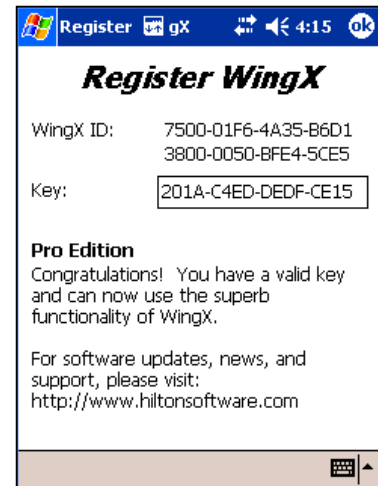 Register gX 4:15 ok
Register WingX
WingX ID: 7500-01F6-4A35-B6D1
3800-0050-BFE4-5CE5
Key: 201A-C4ED-DEDF-CE15
Pro Edition
Congratulations! You have a valid key
and can now use the superb
functionality of WingX.
For software updates, news, and
support, please visit:
http://www.hiltonsoftware.com